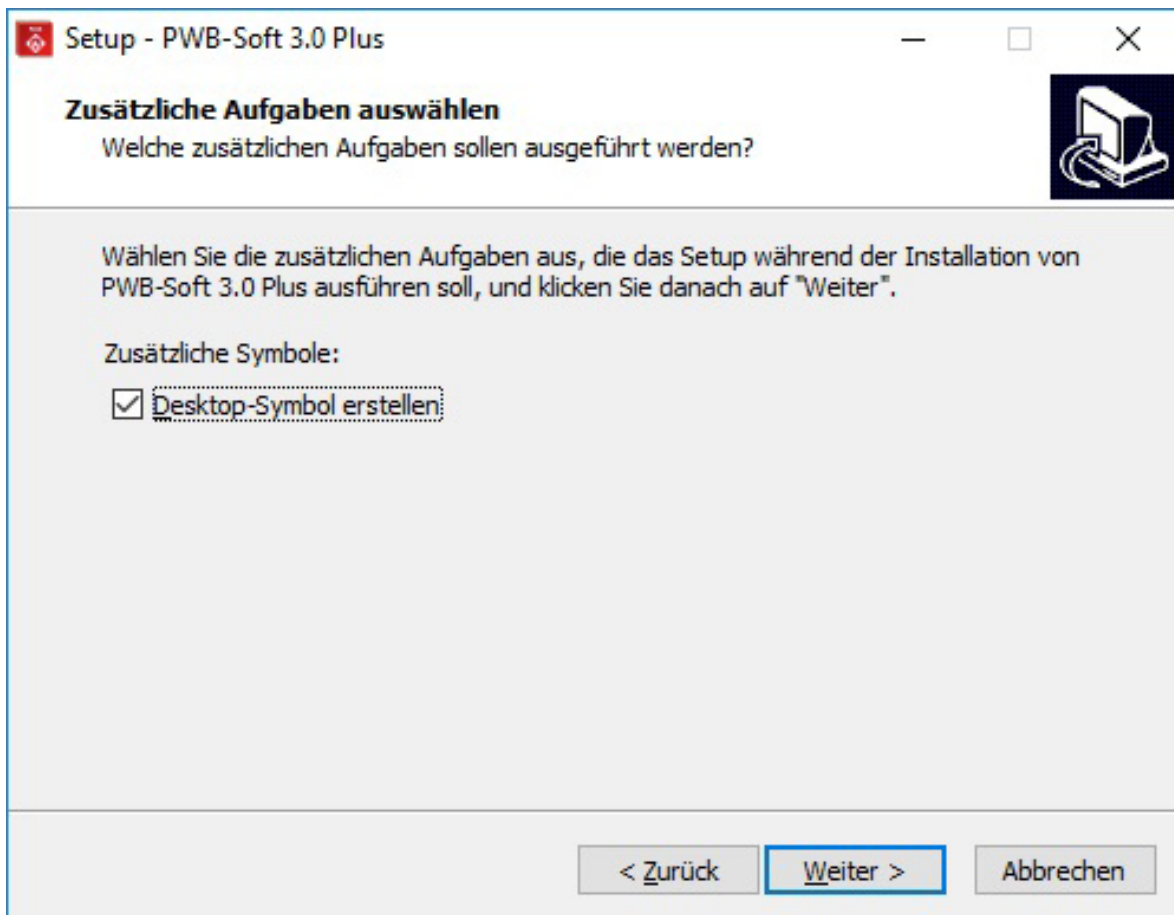 Setup - PWB-Soft 3.0 Plus
Zusätzliche Aufgaben auswählen
Welche zusätzlichen Aufgaben sollen ausgeführt werden?
Wählen Sie die zusätzlichen Aufgaben aus, die das Setup während der Installation von
PWB-Soft 3.0 Plus ausführen soll, und klicken Sie danach auf "Weiter".
Zusätzliche Symbole:
Desktop-Symbol erstellen
< Zurück Weiter > Abbrechen